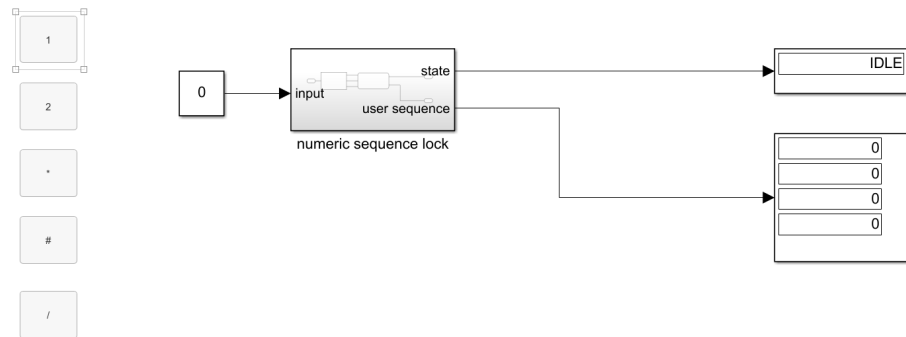 1
2
*
#
/
0
input
state
user sequence
numeric sequence lock
IDLE
0
0
0
0